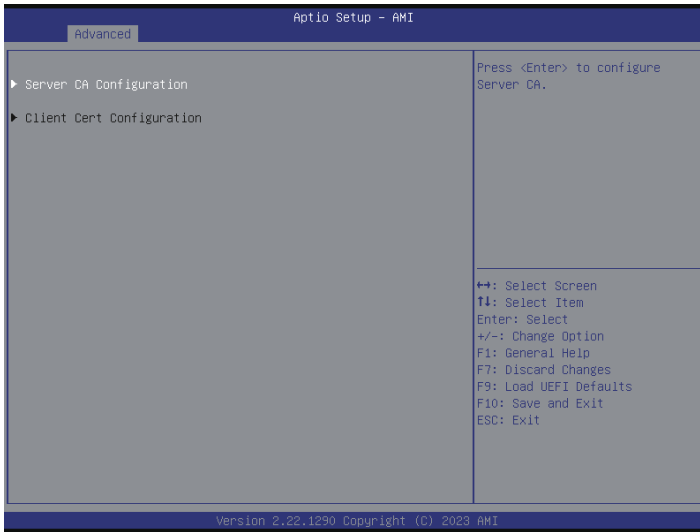 Aptio Setup – AMI
Advanced
Server CA Configuration
Client Cert Configuration
Press <Enter> to configure
Server CA.
↔: Select Screen
↑↓: Select Item
Enter: Select
+/-: Change Option
F1: General Help
F7: Discard Changes
F9: Load UEFI Defaults
F10: Save and Exit
ESC: Exit
Version 2.22.1290 Copyright (C) 2023 AMI